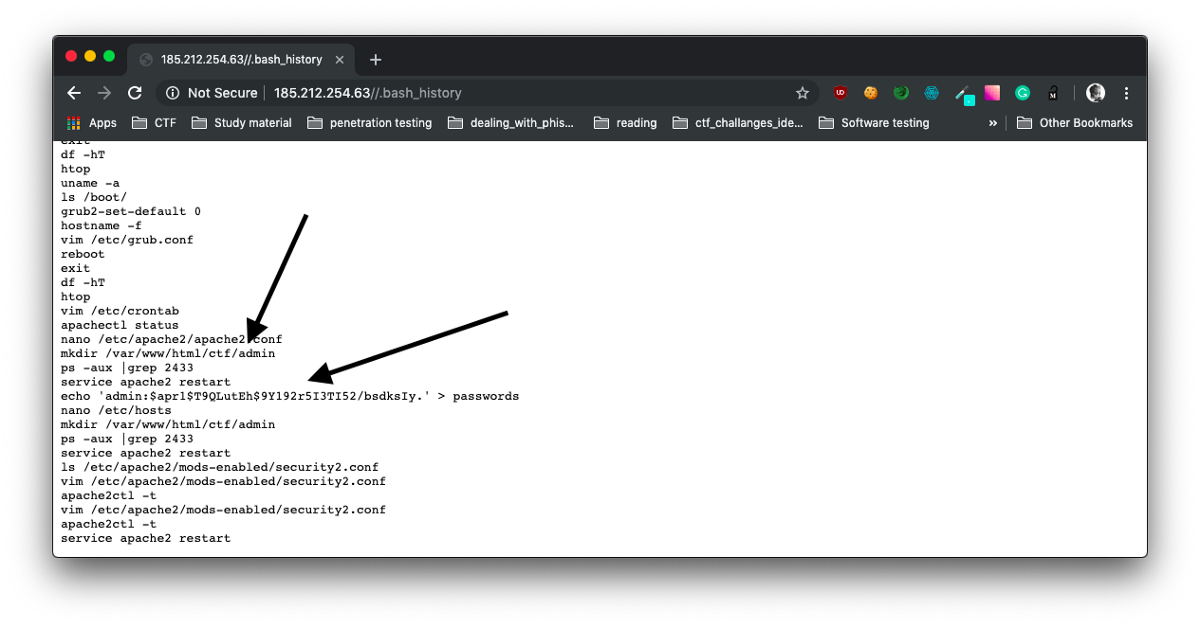 185.212.254.63//.bash_history
Not Secure
185.212.254.63//.bash_history
UD
G
M
Apps
CTF
Study material
penetration testing
dealing_with_phis...
reading
ctf_challanges_ide...
Software testing
»
Other Bookmarks
exit
df -hT
htop
uname -a
ls /boot/
grub2-set-default 0
hostname -f
vim /etc/grub.conf
reboot
exit
df -hT
htop
vim /etc/crontab
apachectl status
nano /etc/apache2/apache2.conf
mkdir /var/www/html/ctf/admin
ps -aux |grep 2433
service apache2 restart
echo 'admin:$apr1$T9QLutEh$9Y192r5I3TI52/bsdksIy.' > passwords
nano /etc/hosts
mkdir /var/www/html/ctf/admin
ps -aux |grep 2433
service apache2 restart
ls /etc/apache2/mods-enabled/security2.conf
vim /etc/apache2/mods-enabled/security2.conf
apache2ctl -t
vim /etc/apache2/mods-enabled/security2.conf
apache2ctl -t
service apache2 restart